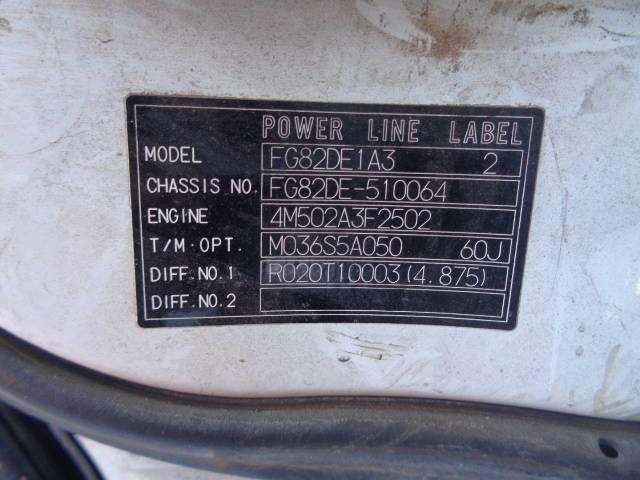 POWER LINE LABEL
MODEL FG82DE1A3 2
CHASSIS NO. FG82DE-510064
ENGINE 4M502A3F2502
T/M·OPT. M036S5A050 60J
DIFF.NO.1 R020T10003(4.875)
DIFF.NO.2